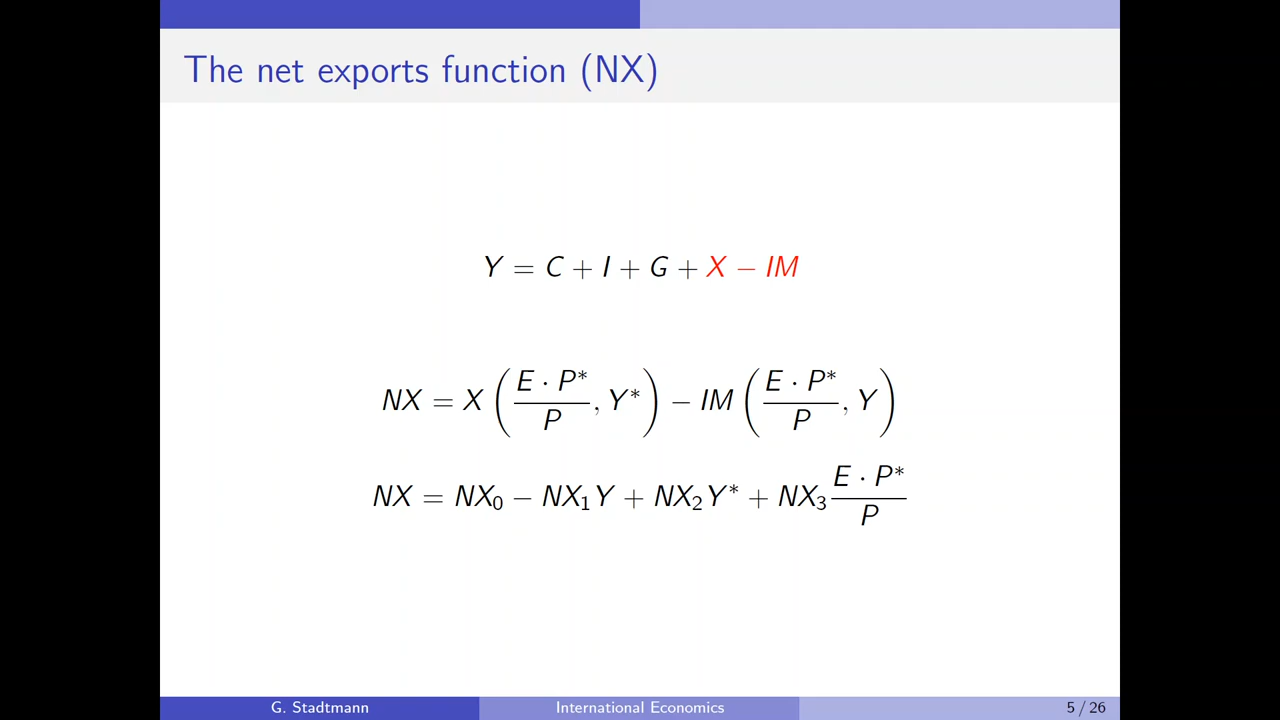 The net exports function (NX)
Y = C + I + G + X − IM
NX = X ( E · P* / P , Y* ) − IM ( E · P* / P , Y )
NX = NX₀ − NX₁Y + NX₂Y* + NX₃ E · P* / P
G. Stadtmann International Economics 5 / 26